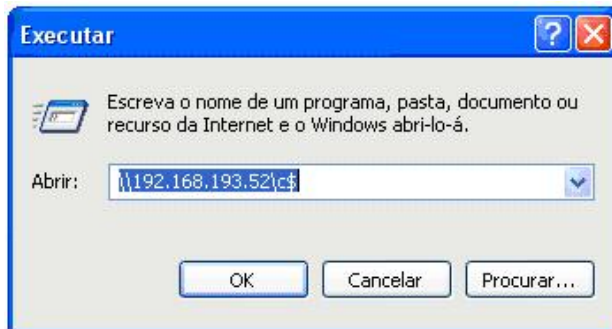 Executar
Escreva o nome de um programa, pasta, documento ou
recurso da Internet e o Windows abri-lo-á.
Abrir: \\192.168.193.52\c$
OK Cancelar Procurar...